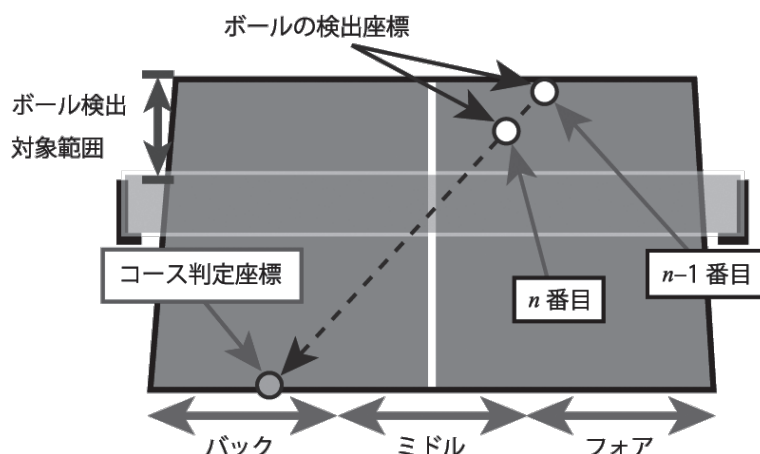 ボールの検出座標
ボール検出
対象範囲
コース判定座標
n 番目
n–1 番目
バック
ミドル
フォア